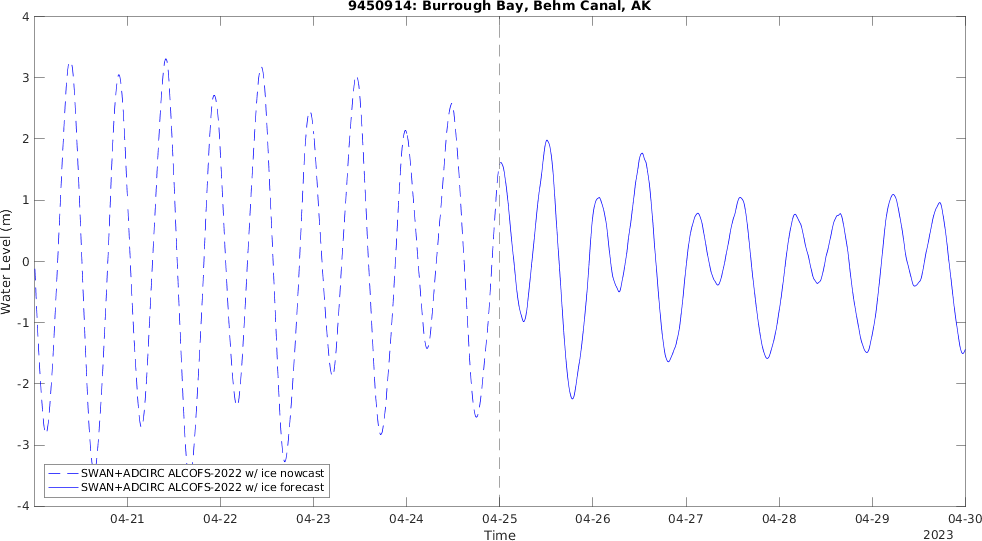 9450914: Burrough Bay, Behm Canal, AK
4
3
2
1
0
-1
-2
-3
-4
Water Level (m)
SWAN+ADCIRC ALCOFS-2022 w/ ice nowcast
SWAN+ADCIRC ALCOFS-2022 w/ ice forecast
04-21 04-22 04-23 04-24 04-25 04-26 04-27 04-28 04-29 04-30
Time
2023